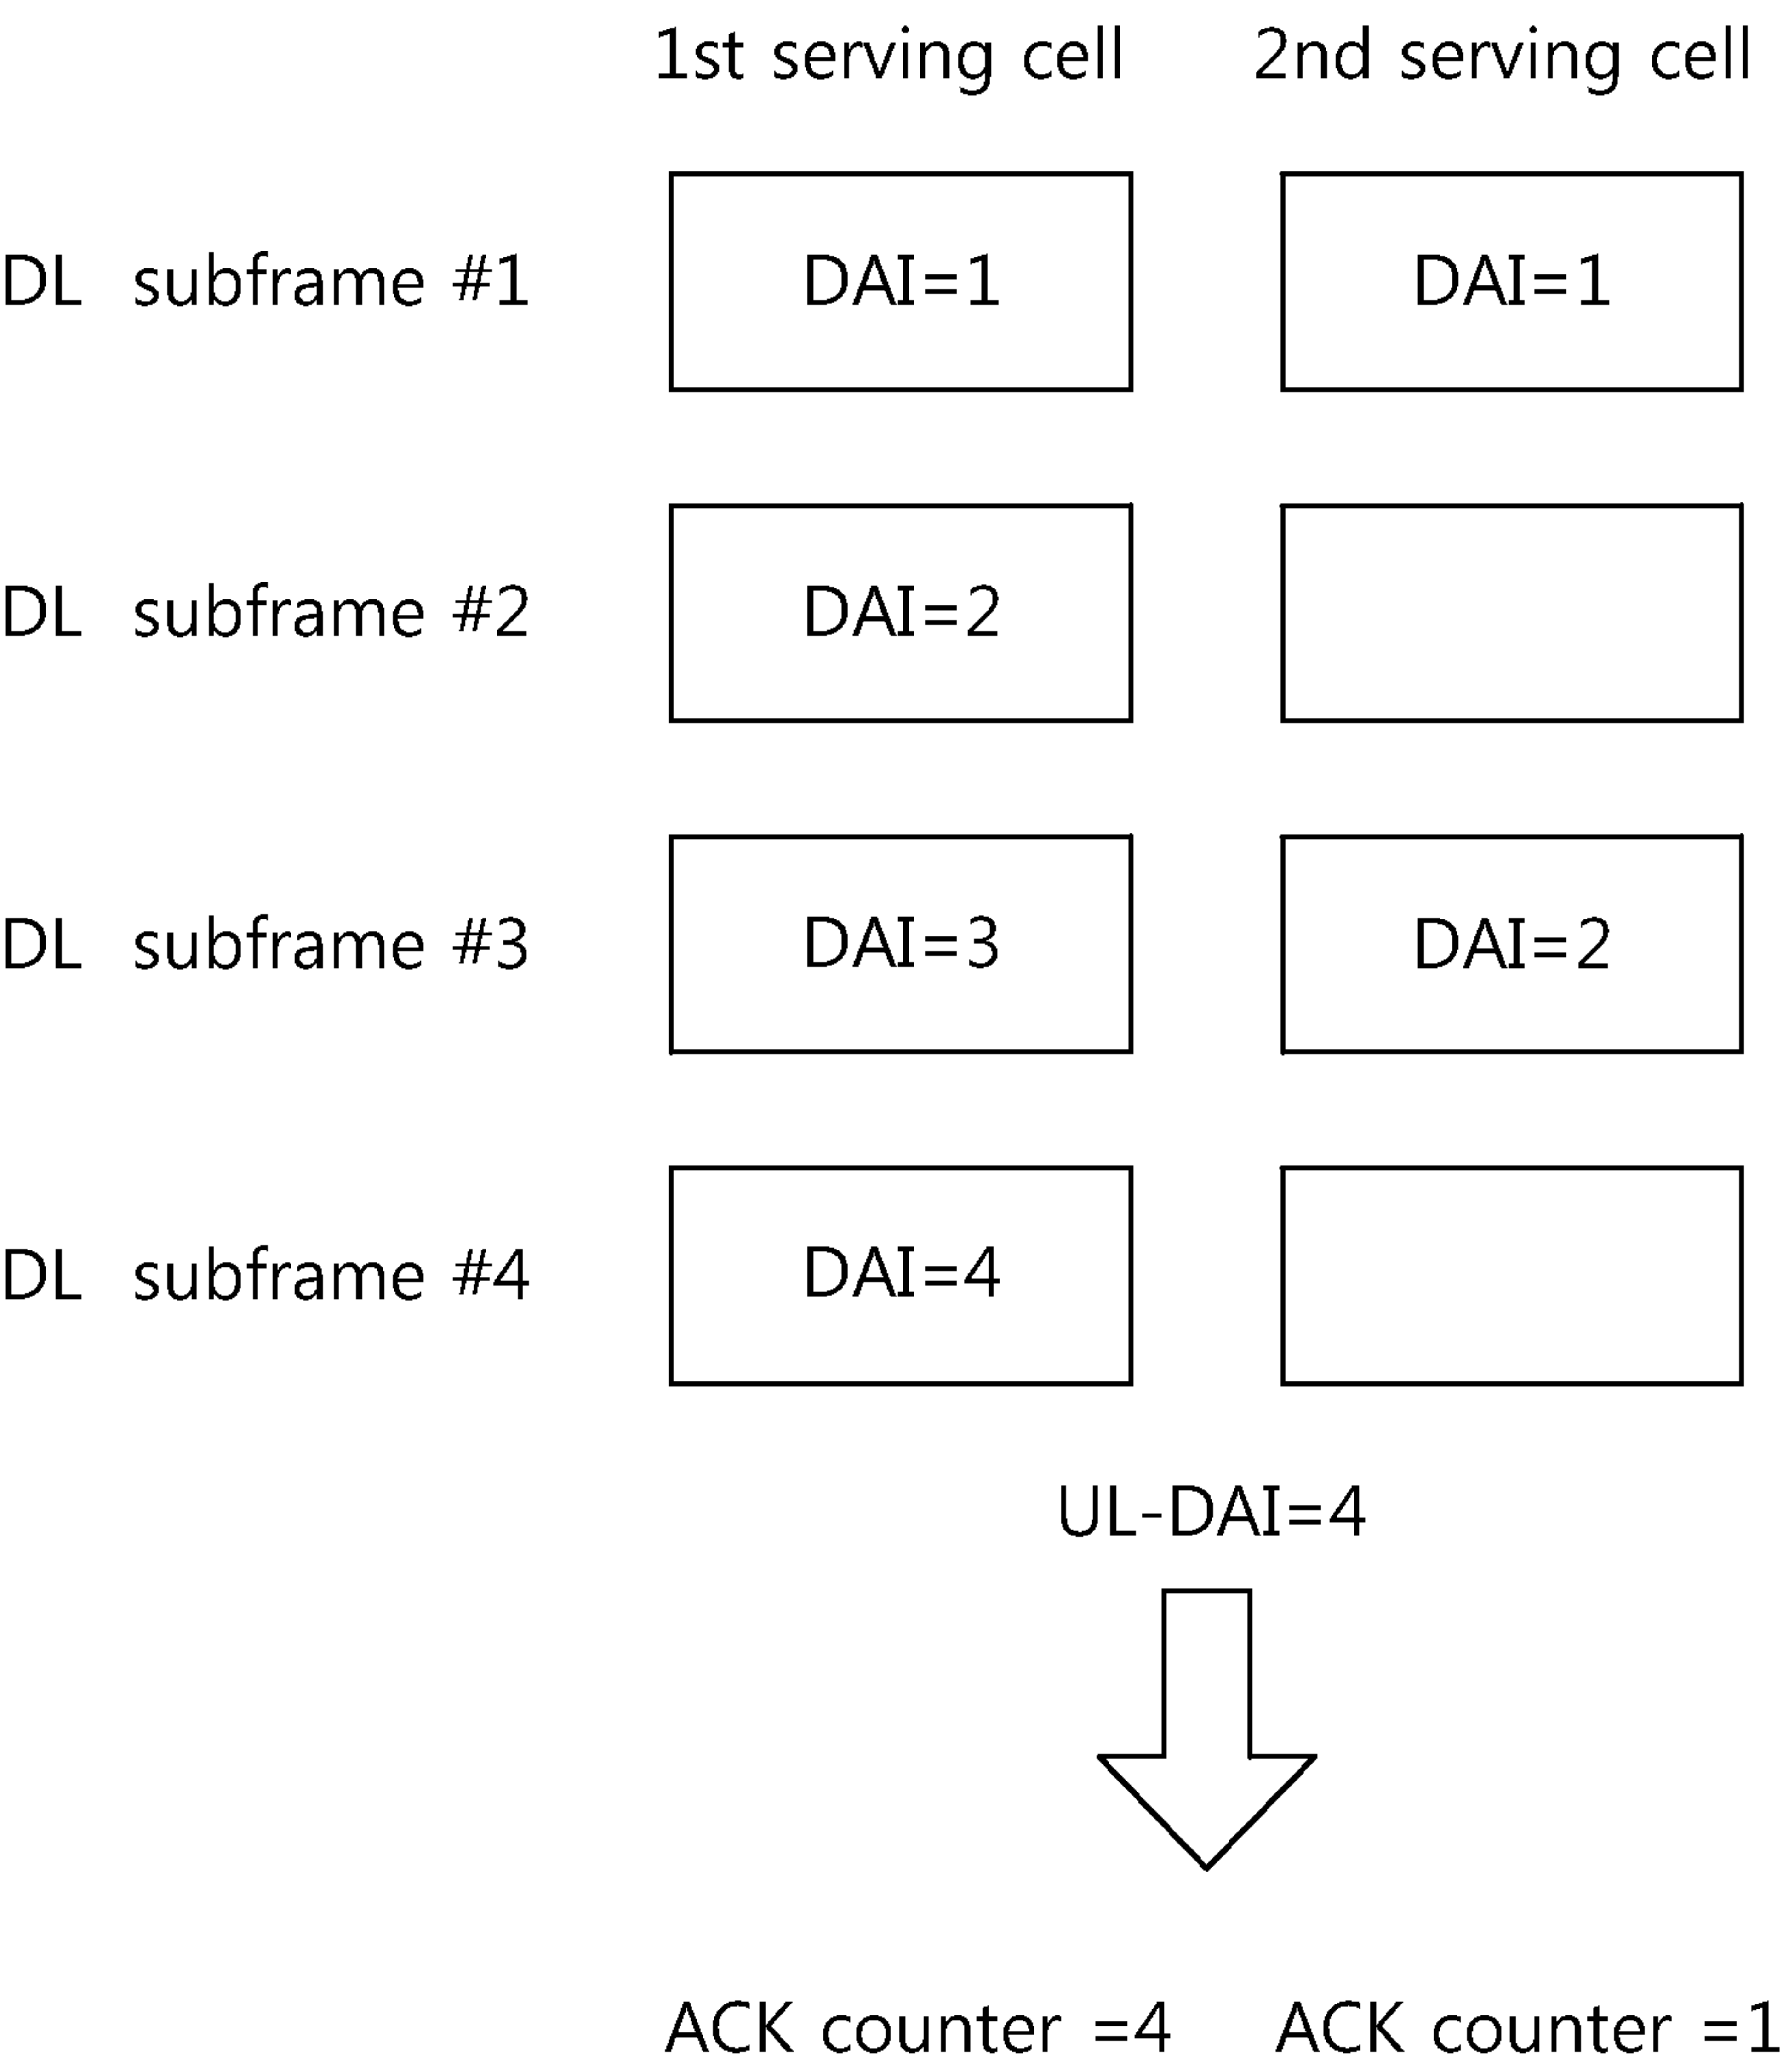 1st serving cell 2nd serving cell
DL subframe #1 DAI=1 DAI=1
DL subframe #2 DAI=2
DL subframe #3 DAI=3 DAI=2
DL subframe #4 DAI=4
UL-DAI=4
ACK counter =4 ACK counter =1